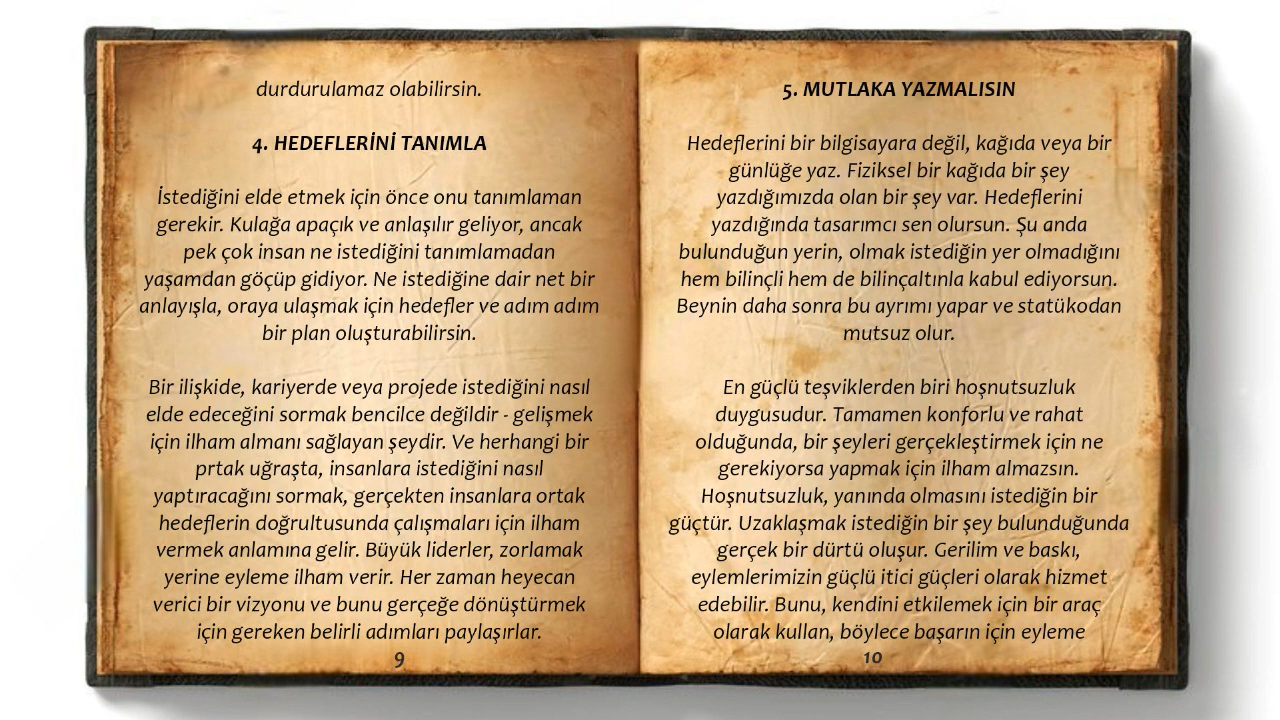 durdurulamaz olabilirsin.
4. HEDEFLERİNİ TANIMLA
İstediğini elde etmek için önce onu tanımlaman
gerekir. Kulağa apaçık ve anlaşılır geliyor, ancak
pek çok insan ne istediğini tanımlamadan
yaşamdan göçüp gidiyor. Ne istediğine dair net bir
anlayışla, oraya ulaşmak için hedefler ve adım adım
bir plan oluşturabilirsin.
Bir ilişkide, kariyerde veya projede istediğini nasıl
elde edeceğini sormak bencilce değildir - gelişmek
için ilham almanı sağlayan şeydir. Ve herhangi bir
prtak uğraşta, insanlara istediğini nasıl
yaptıracağını sormak, gerçekten insanlara ortak
hedeflerin doğrultusunda çalışmaları için ilham
vermek anlamına gelir. Büyük liderler, zorlamak
yerine eyleme ilham verir. Her zaman heyecan
verici bir vizyonu ve bunu gerçeğe dönüştürmek
için gereken belirli adımları paylaşırlar.
9
5. MUTLAKA YAZMALISIN
Hedeflerini bir bilgisayara değil, kağıda veya bir
günlüğe yaz. Fiziksel bir kağıda bir şey
yazdığımızda olan bir şey var. Hedeflerini
yazdığında tasarımcı sen olursun. Şu anda
bulunduğun yerin, olmak istediğin yer olmadığını
hem bilinçli hem de bilinçaltınla kabul ediyorsun.
Beynin daha sonra bu ayrımı yapar ve statükodan
mutsuz olur.
En güçlü teşviklerden biri hoşnutsuzluk
duygusudur. Tamamen konforlu ve rahat
olduğunda, bir şeyleri gerçekleştirmek için ne
gerekiyorsa yapmak için ilham almazsın.
Hoşnutsuzluk, yanında olmasını istediğin bir
güçtür. Uzaklaşmak istediğin bir şey bulunduğunda
gerçek bir dürtü oluşur. Gerilim ve baskı,
eylemlerimizin güçlü itici güçleri olarak hizmet
edebilir. Bunu, kendini etkilemek için bir araç
olarak kullan, böylece başarın için eyleme
10